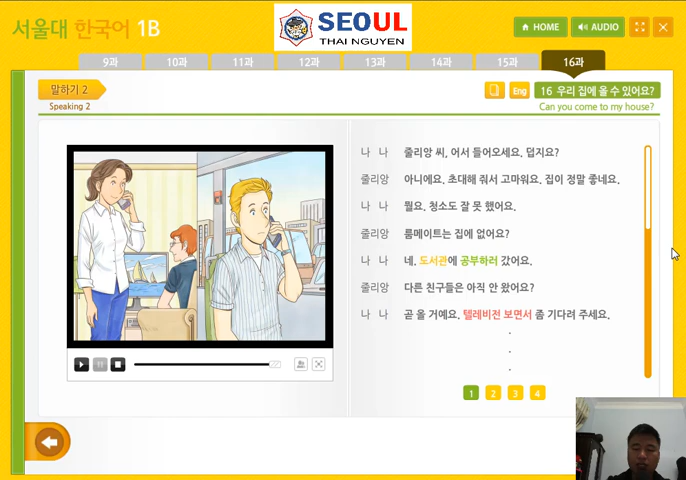 서울대 한국어 1B
SEOUL
THAI NGUYEN
HOME
AUDIO
9과
10과
11과
12과
13과
14과
15과
16과
말하기 2
Speaking 2
Eng
16 우리 집에 올 수 있어요?
Can you come to my house?
나 나 줄리앙 씨, 어서 들어오세요. 덥지요?
줄리앙 아니에요. 초대해 줘서 고마워요. 집이 정말 좋네요.
나 나 뭘요. 청소도 잘 못 했어요.
줄리앙 룸메이트는 집에 없어요?
나 나 네. 도서관에 공부하러 갔어요.
줄리앙 다른 친구들은 아직 안 왔어요?
나 나 곧 올 거예요. 텔레비전 보면서 좀 기다려 주세요.
1
2
3
4